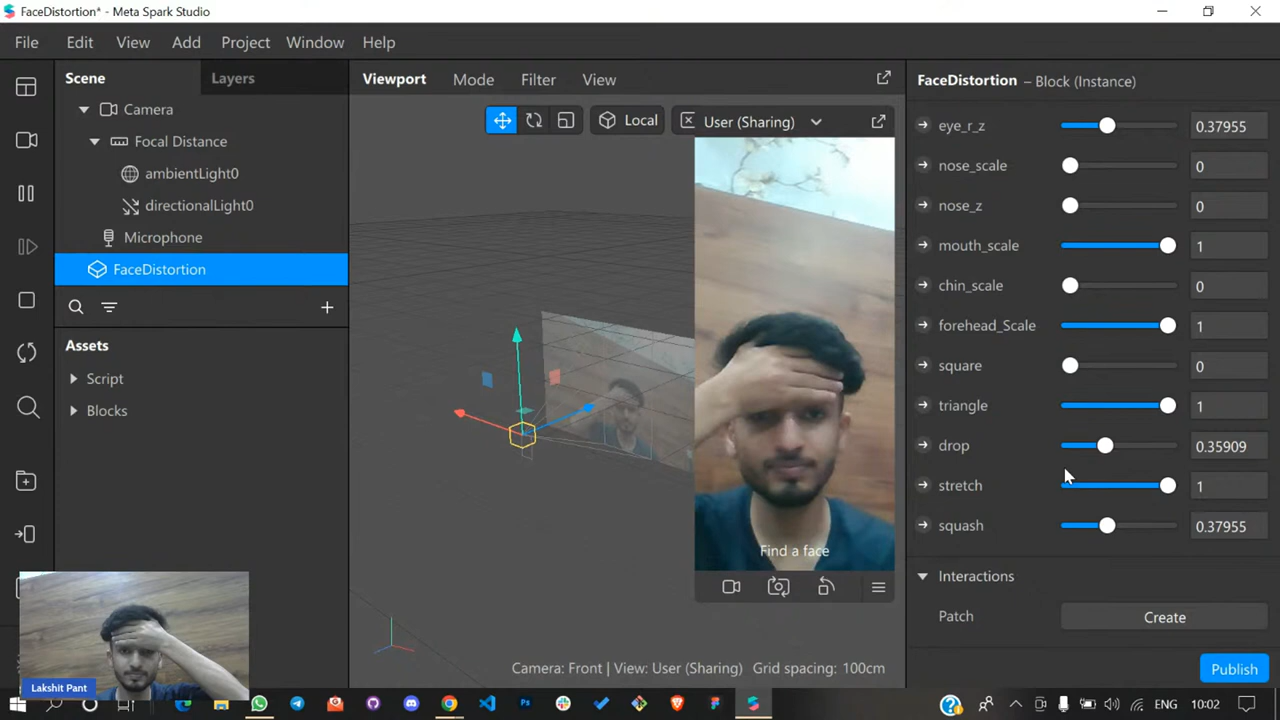 FaceDistortion* - Meta Spark Studio
File Edit View Add Project Window Help
Scene Layers
Camera
Focal Distance
ambientLight0
directionalLight0
Microphone
FaceDistortion
Assets
Script
Blocks
Viewport Mode Filter View
Local
User (Sharing)
Find a face
Camera: Front | View: User (Sharing) Grid spacing: 100cm
FaceDistortion – Block (Instance)
eye_r_z 0.37955
nose_scale 0
nose_z 0
mouth_scale 1
chin_scale 0
forehead_Scale 1
square 0
triangle 1
drop 0.35909
stretch 1
squash 0.37955
Interactions
Patch Create
Publish
Lakshit Pant
ENG 10:02